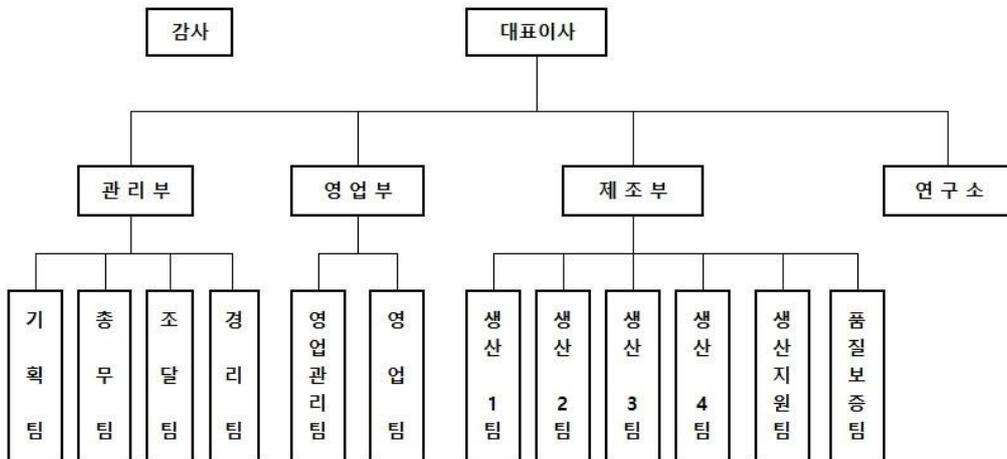 감사
대표이사
관 리 부
영 업 부
제 조 부
연 구 소
기 획 팀
총 무 팀
조 달 팀
경 리 팀
영업관리팀
영 업 팀
생산 1팀
생산 2팀
생산 3팀
생산 4팀
생산지원팀
품질보증팀